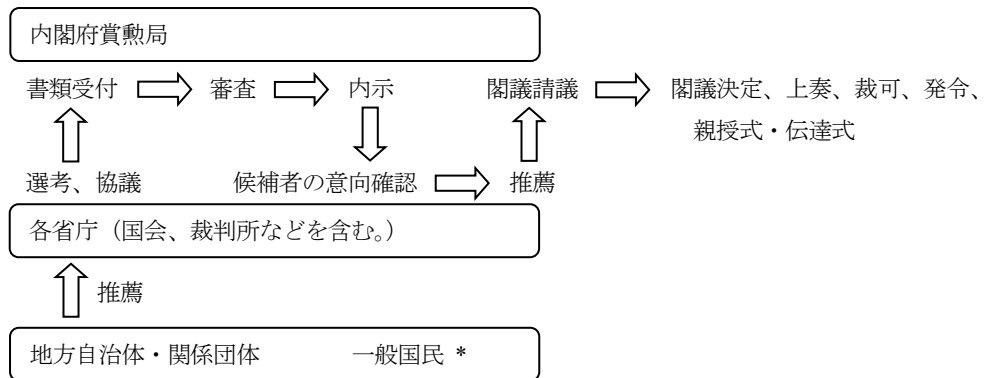 内閣府賞勲局
書類受付 審査 内示 閣議請議 閣議決定、上奏、裁可、発令、
親授式・伝達式
選考、協議 候補者の意向確認 推薦
各省庁（国会、裁判所などを含む。）
推薦
地方自治体・関係団体 一般国民 *